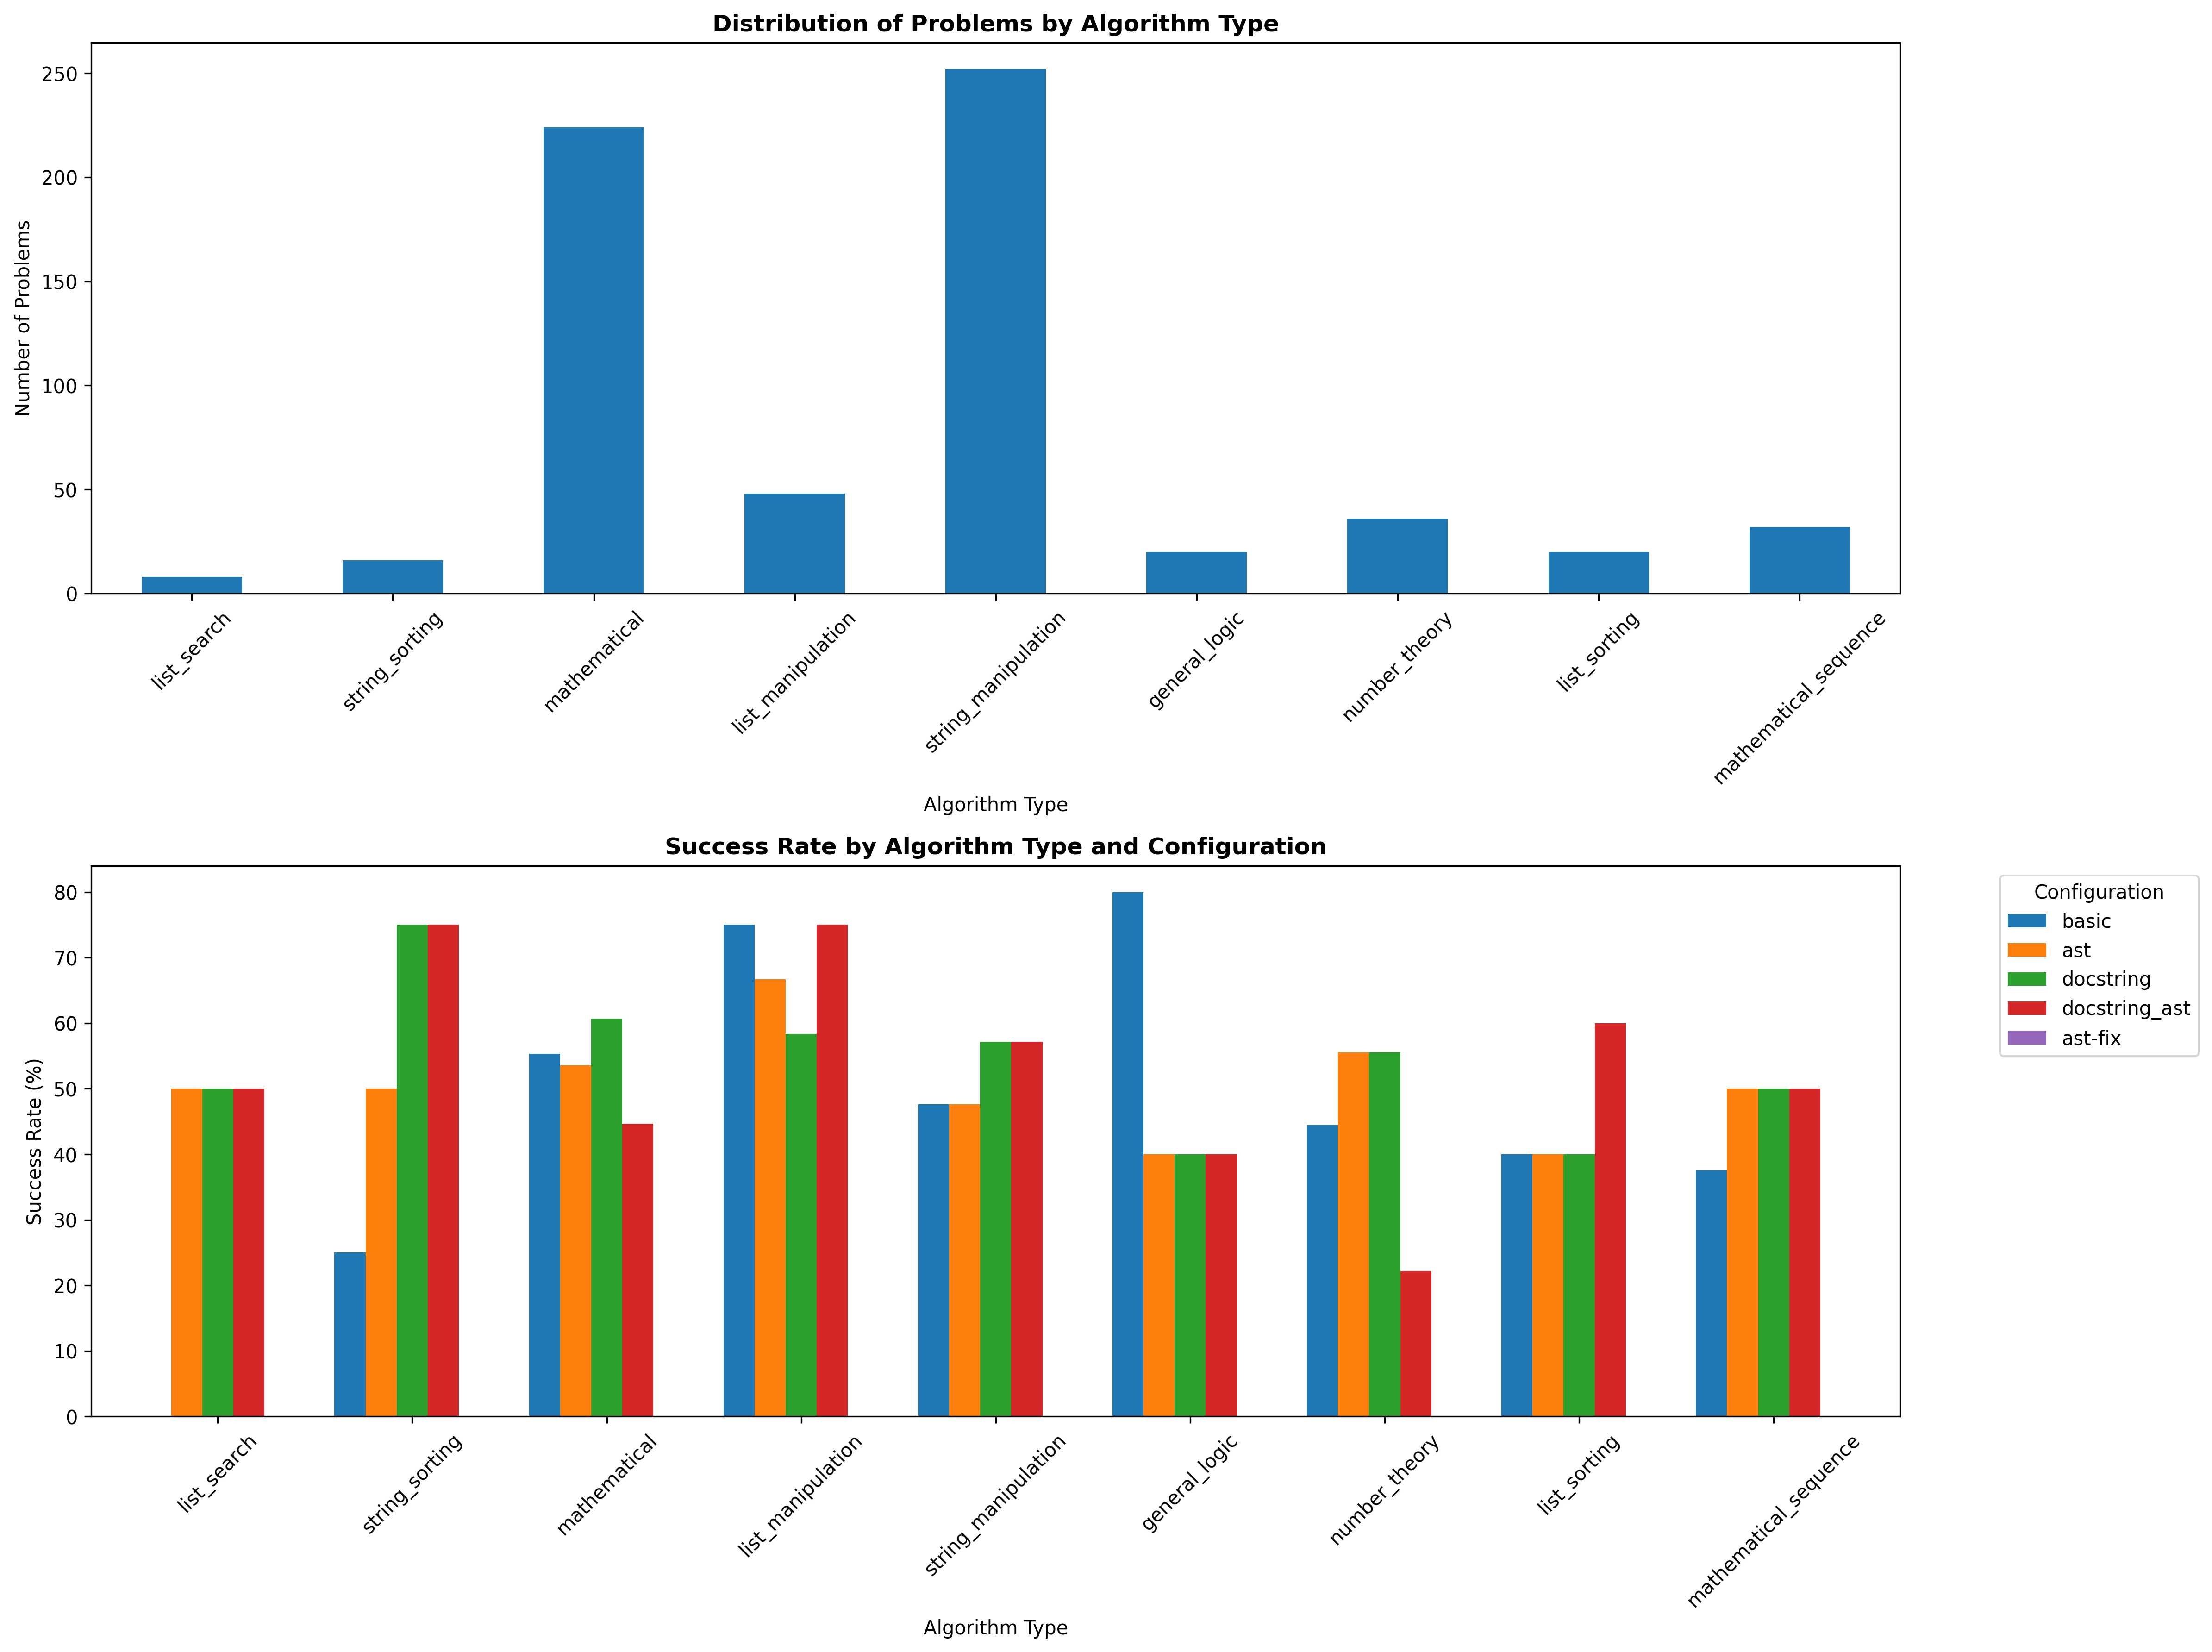 Distribution of Problems by Algorithm Type
Number of Problems
250
200
150
100
50
0
list_search
string_sorting
mathematical
list_manipulation
string_manipulation
general_logic
number_theory
list_sorting
mathematical_sequence
Algorithm Type
Success Rate by Algorithm Type and Configuration
Success Rate (%)
80
70
60
50
40
30
20
10
0
list_search
string_sorting
mathematical
list_manipulation
string_manipulation
general_logic
number_theory
list_sorting
mathematical_sequence
Algorithm Type
Configuration
basic
ast
docstring
docstring_ast
ast-fix